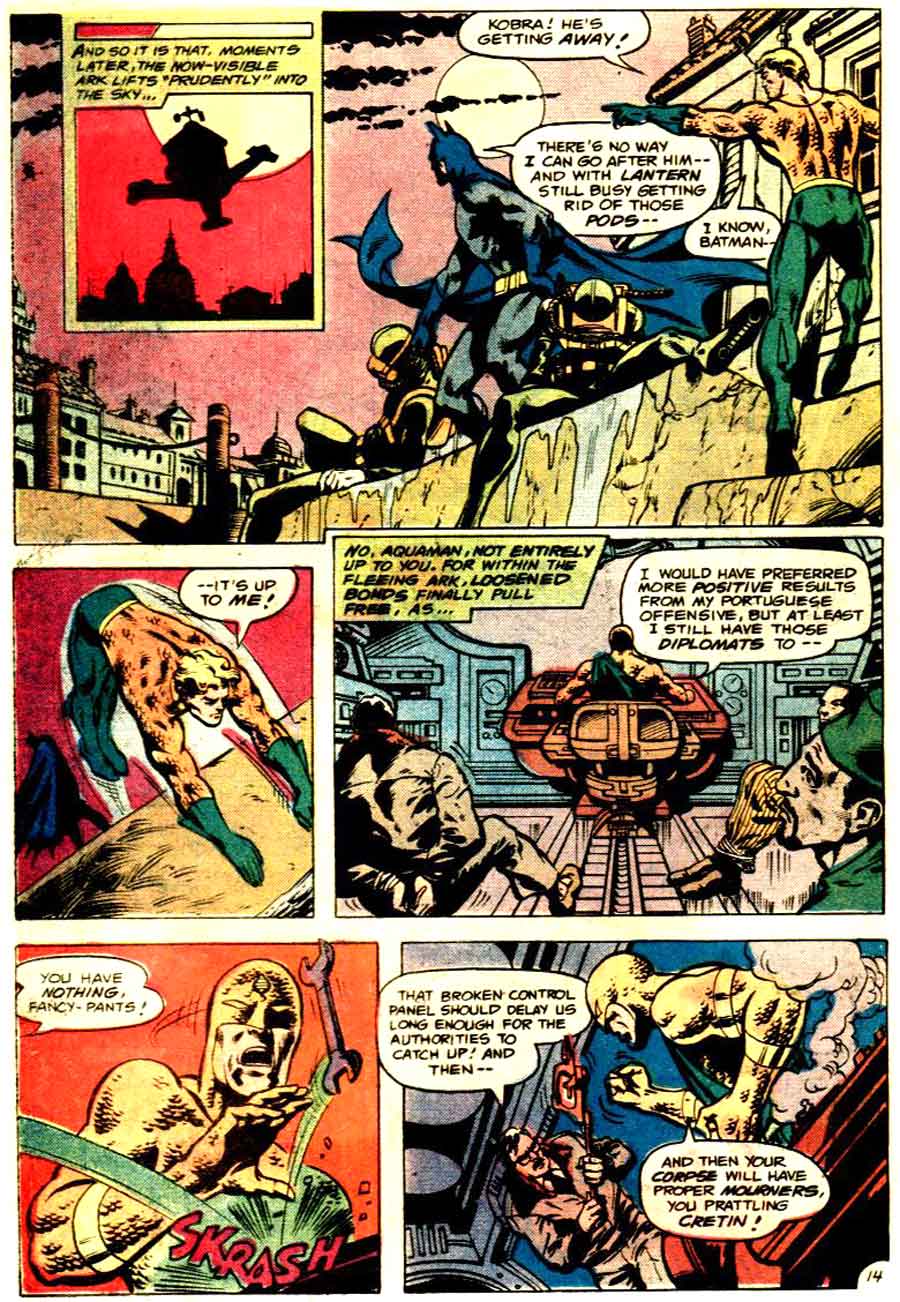 AND SO IT IS THAT, MOMENTS
LATER, THE NOW-VISIBLE
ARK LIFTS "PRUDENTLY" INTO
THE SKY...
KOBRA! HE'S
GETTING AWAY!
THERE'S NO WAY
I CAN GO AFTER HIM--
AND WITH LANTERN
STILL BUSY GETTING
RID OF THOSE
PODS--
I KNOW,
BATMAN--
--IT'S UP
TO ME!
NO, AQUAMAN, NOT ENTIRELY
UP TO YOU. FOR WITHIN THE
FLEEING ARK, LOOSENED
BONDS FINALLY PULL
FREE, AS...
I WOULD HAVE PREFERRED
MORE POSITIVE RESULTS
FROM MY PORTUGUESE
OFFENSIVE, BUT AT LEAST
I STILL HAVE THOSE
DIPLOMATS TO --
YOU HAVE
NOTHING,
FANCY-PANTS!
SKRASH
THAT BROKEN CONTROL
PANEL SHOULD DELAY US
LONG ENOUGH FOR THE
AUTHORITIES TO
CATCH UP! AND
THEN--
AND THEN YOUR
CORPSE WILL HAVE
PROPER MOURNERS,
YOU PRATTLING
CRETIN!
14